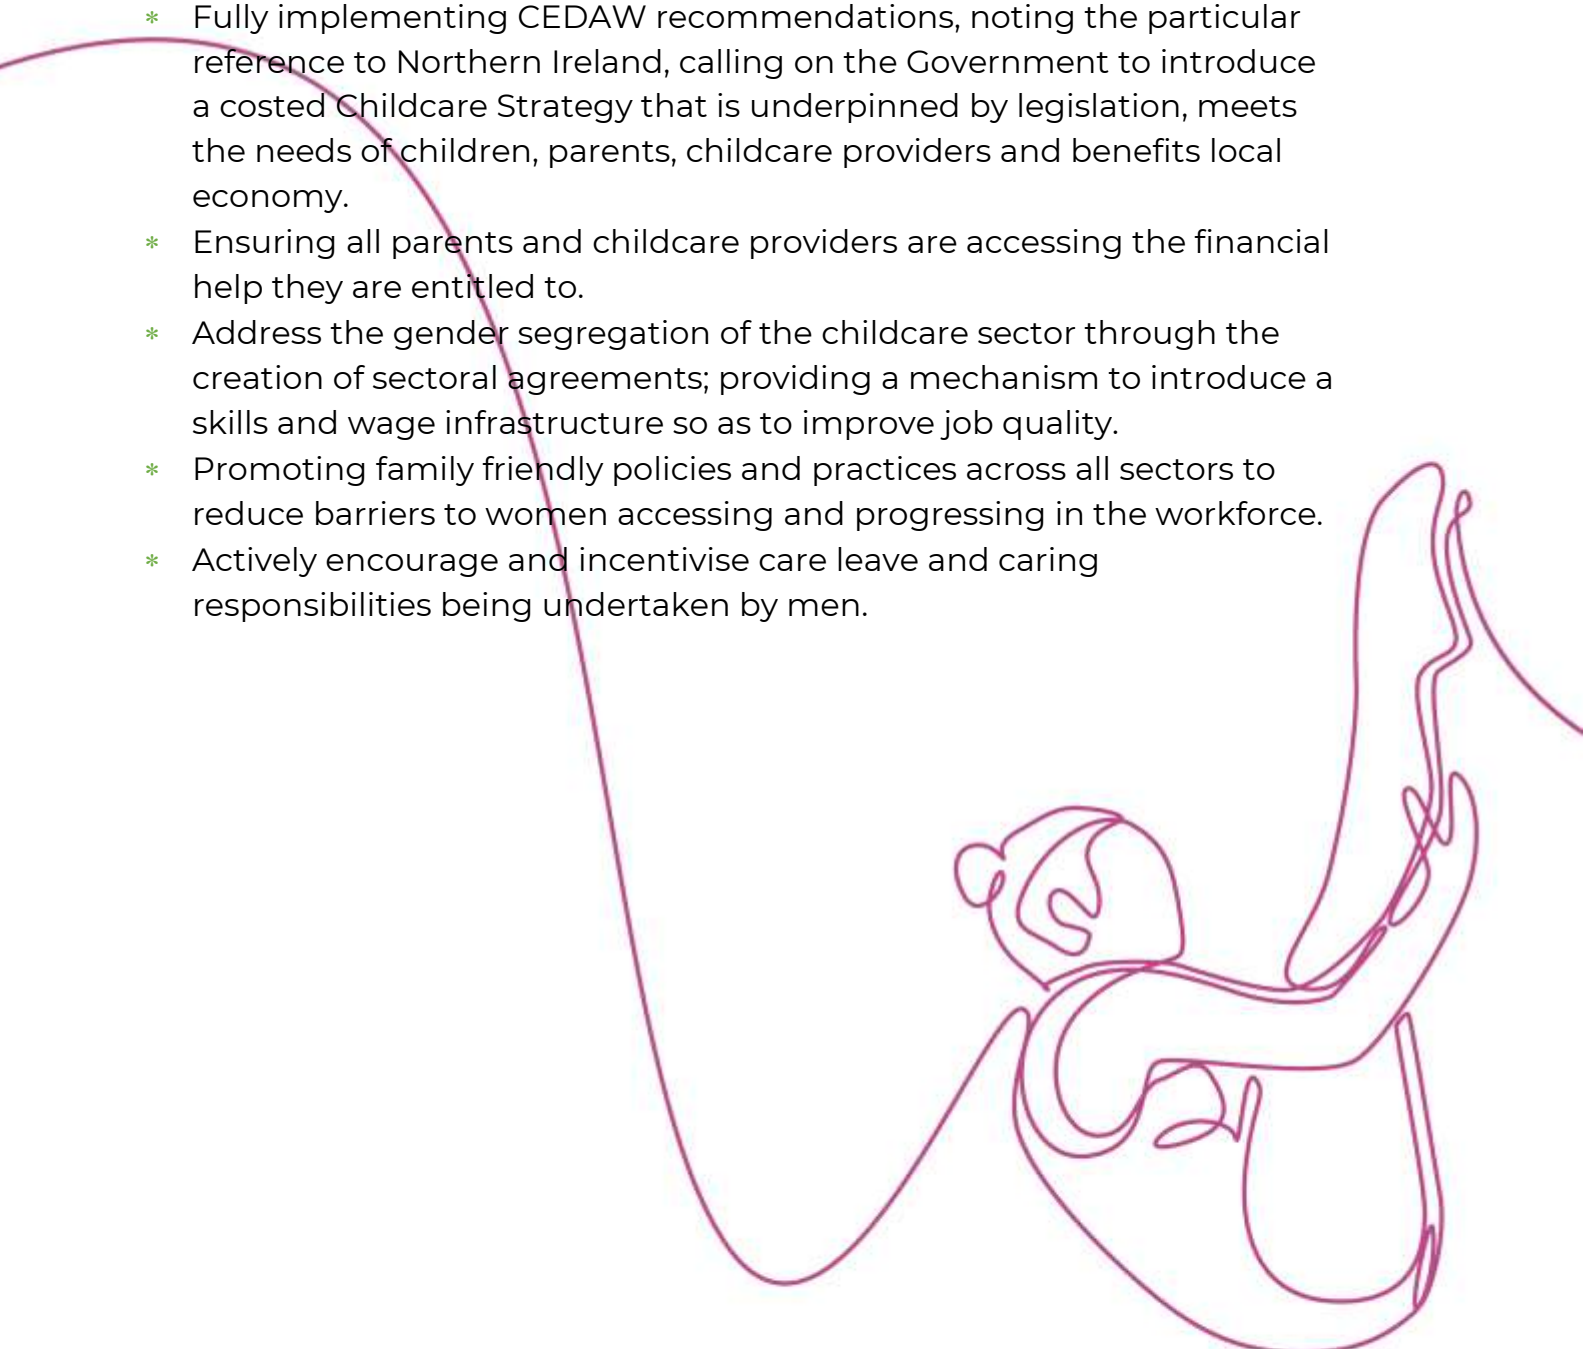 * Fully implementing CEDAW recommendations, noting the particular
reference to Northern Ireland, calling on the Government to introduce
a costed Childcare Strategy that is underpinned by legislation, meets
the needs of children, parents, childcare providers and benefits local
economy.
* Ensuring all parents and childcare providers are accessing the financial
help they are entitled to.
* Address the gender segregation of the childcare sector through the
creation of sectoral agreements; providing a mechanism to introduce a
skills and wage infrastructure so as to improve job quality.
* Promoting family friendly policies and practices across all sectors to
reduce barriers to women accessing and progressing in the workforce.
* Actively encourage and incentivise care leave and caring
responsibilities being undertaken by men.